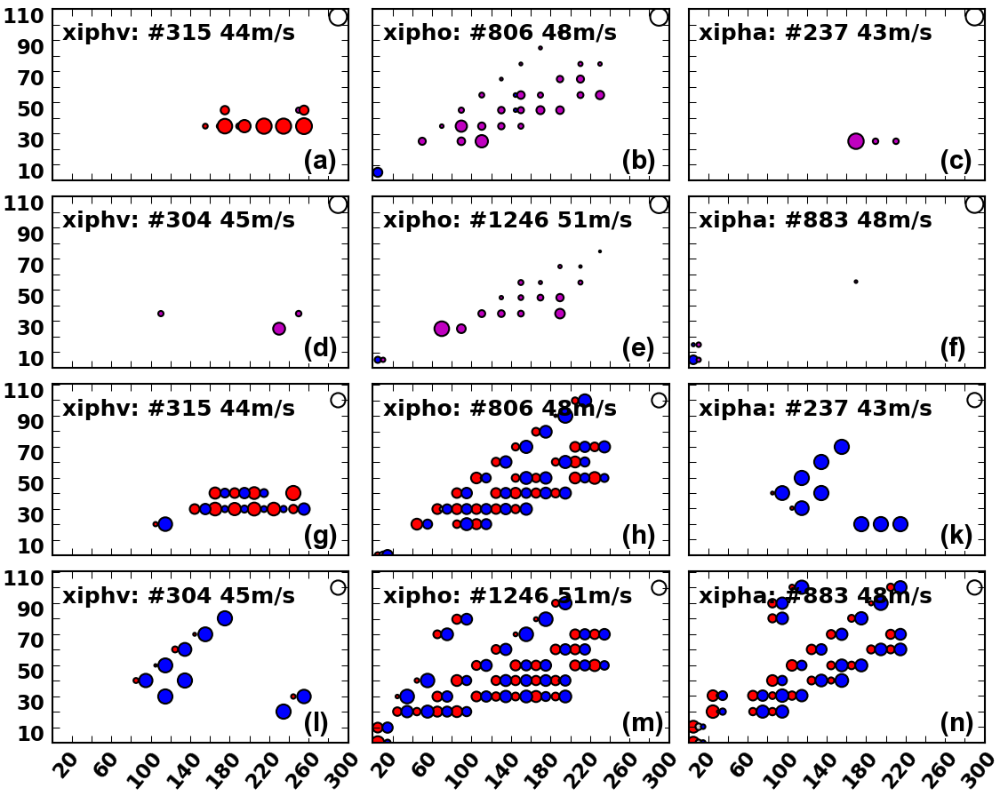 110
90
70
50
30
10
xiphv: #315 44m/s
(a)
xipho: #806 48m/s
(b)
xipha: #237 43m/s
(c)
110
90
70
50
30
10
xiphv: #304 45m/s
(d)
xipho: #1246 51m/s
(e)
xipha: #883 48m/s
(f)
110
90
70
50
30
10
xiphv: #315 44m/s
(g)
xipho: #806 48m/s
(h)
xipha: #237 43m/s
(k)
110
90
70
50
30
10
xiphv: #304 45m/s
(l)
xipho: #1246 51m/s
(m)
xipha: #883 48m/s
(n)
20 60 100 140 180 220 260 300 20 60 100 140 180 220 260 300 20 60 100 140 180 220 260 300